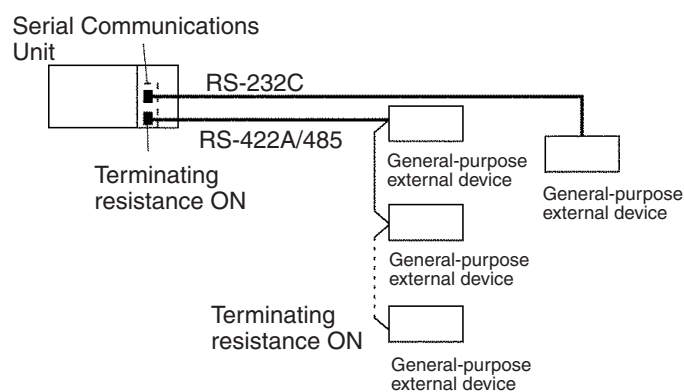 Serial Communications
Unit
RS-232C
RS-422A/485
Terminating
resistance ON
General-purpose
external device
General-purpose
external device
General-purpose
external device
Terminating
resistance ON
General-purpose
external device